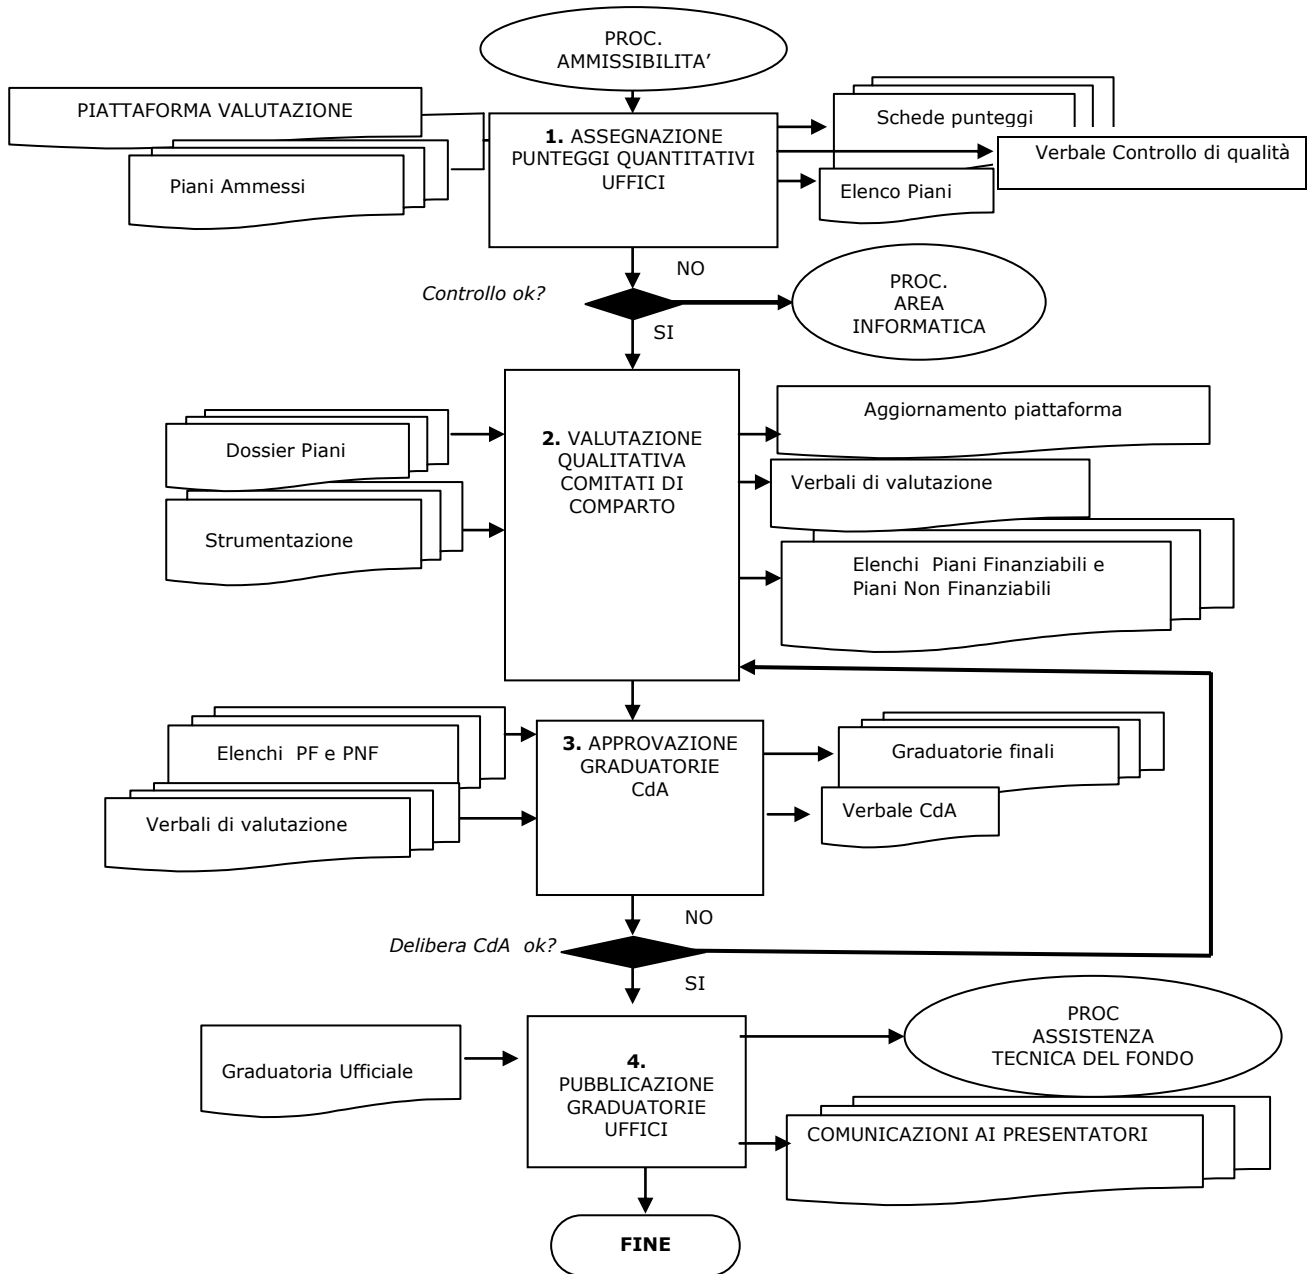 PROC.
AMMISSIBILITA’
PIATTAFORMA VALUTAZIONE
Piani Ammessi
1. ASSEGNAZIONE
PUNTEGGI QUANTITATIVI
UFFICI
Schede punteggi
Verbale Controllo di qualità
Elenco Piani
NO
Controllo ok?
SI
PROC.
AREA
INFORMATICA
Dossier Piani
Strumentazione
2. VALUTAZIONE
QUALITATIVA
COMITATI DI
COMPARTO
Aggiornamento piattaforma
Verbali di valutazione
Elenchi Piani Finanziabili e
Piani Non Finanziabili
Elenchi PF e PNF
Verbali di valutazione
3. APPROVAZIONE
GRADUATORIE
CdA
Graduatorie finali
Verbale CdA
NO
Delibera CdA ok?
SI
Graduatoria Ufficiale
4.
PUBBLICAZIONE
GRADUATORIE
UFFICI
PROC
ASSISTENZA
TECNICA DEL FONDO
COMUNICAZIONI AI PRESENTATORI
FINE